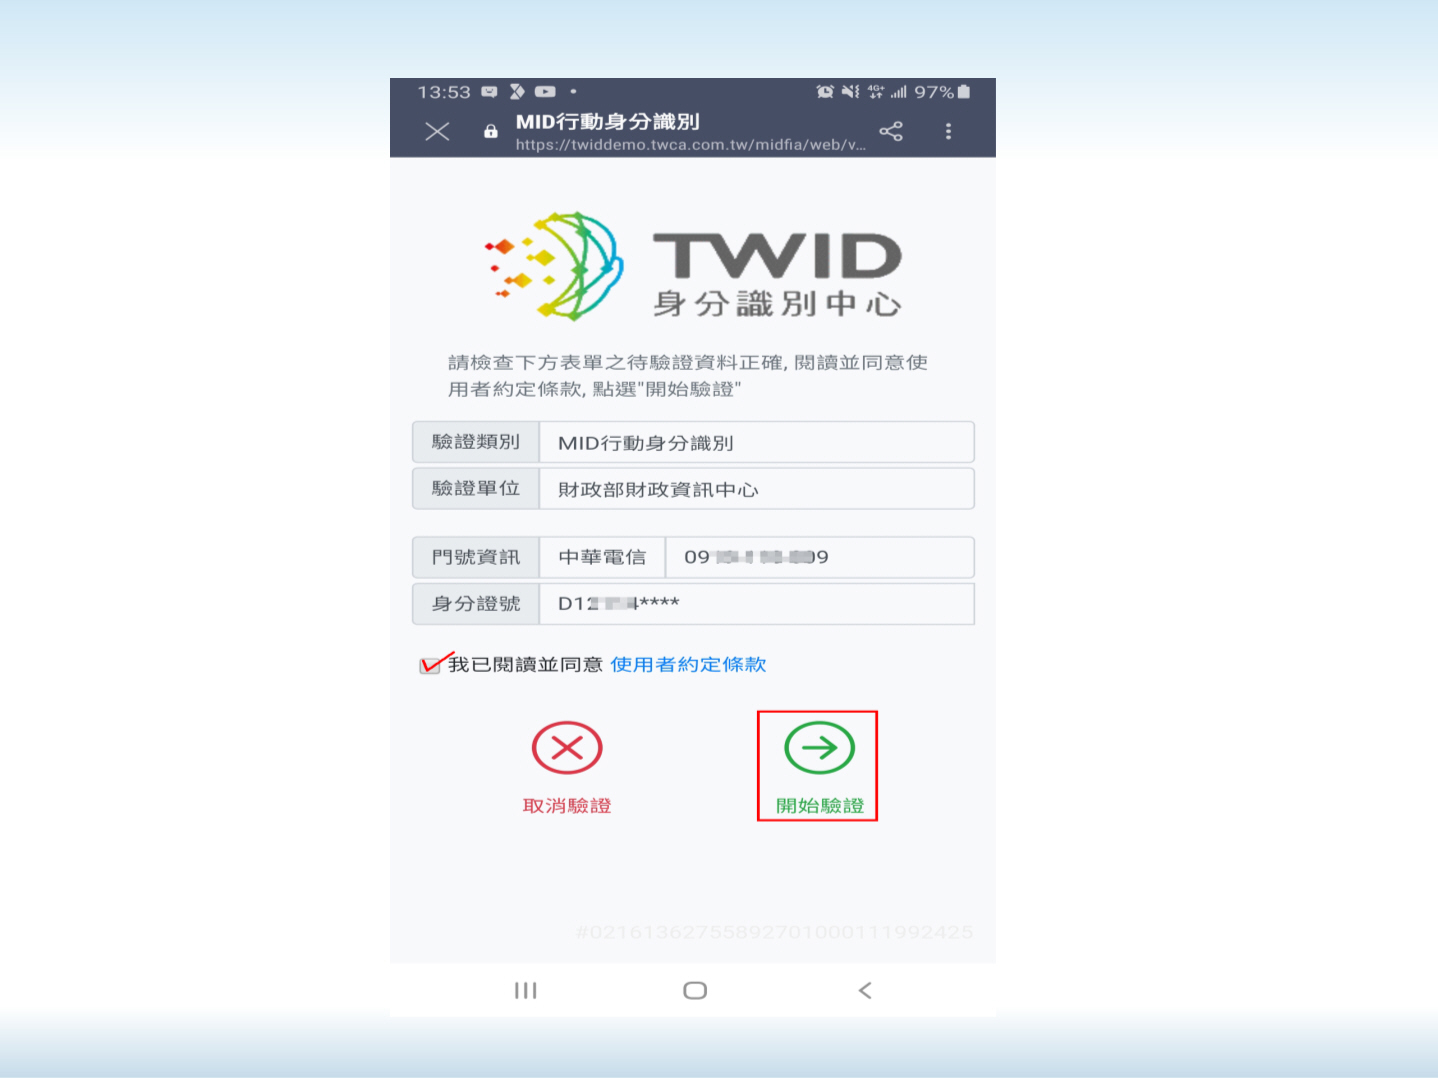 13:53
97%
MID行動身分識別
https://twiddemo.twca.com.tw/midfia/web/v...
TWID
身分識別中心
請檢查下方表單之待驗證資料正確, 閱讀並同意使
用者約定條款, 點選"開始驗證"
驗證類別 MID行動身分識別
驗證單位 財政部財政資訊中心
門號資訊 中華電信 09 09
身分證號 D12 4****
我已閱讀並同意 使用者約定條款
取消驗證 開始驗證
#02161362755892701000111992425